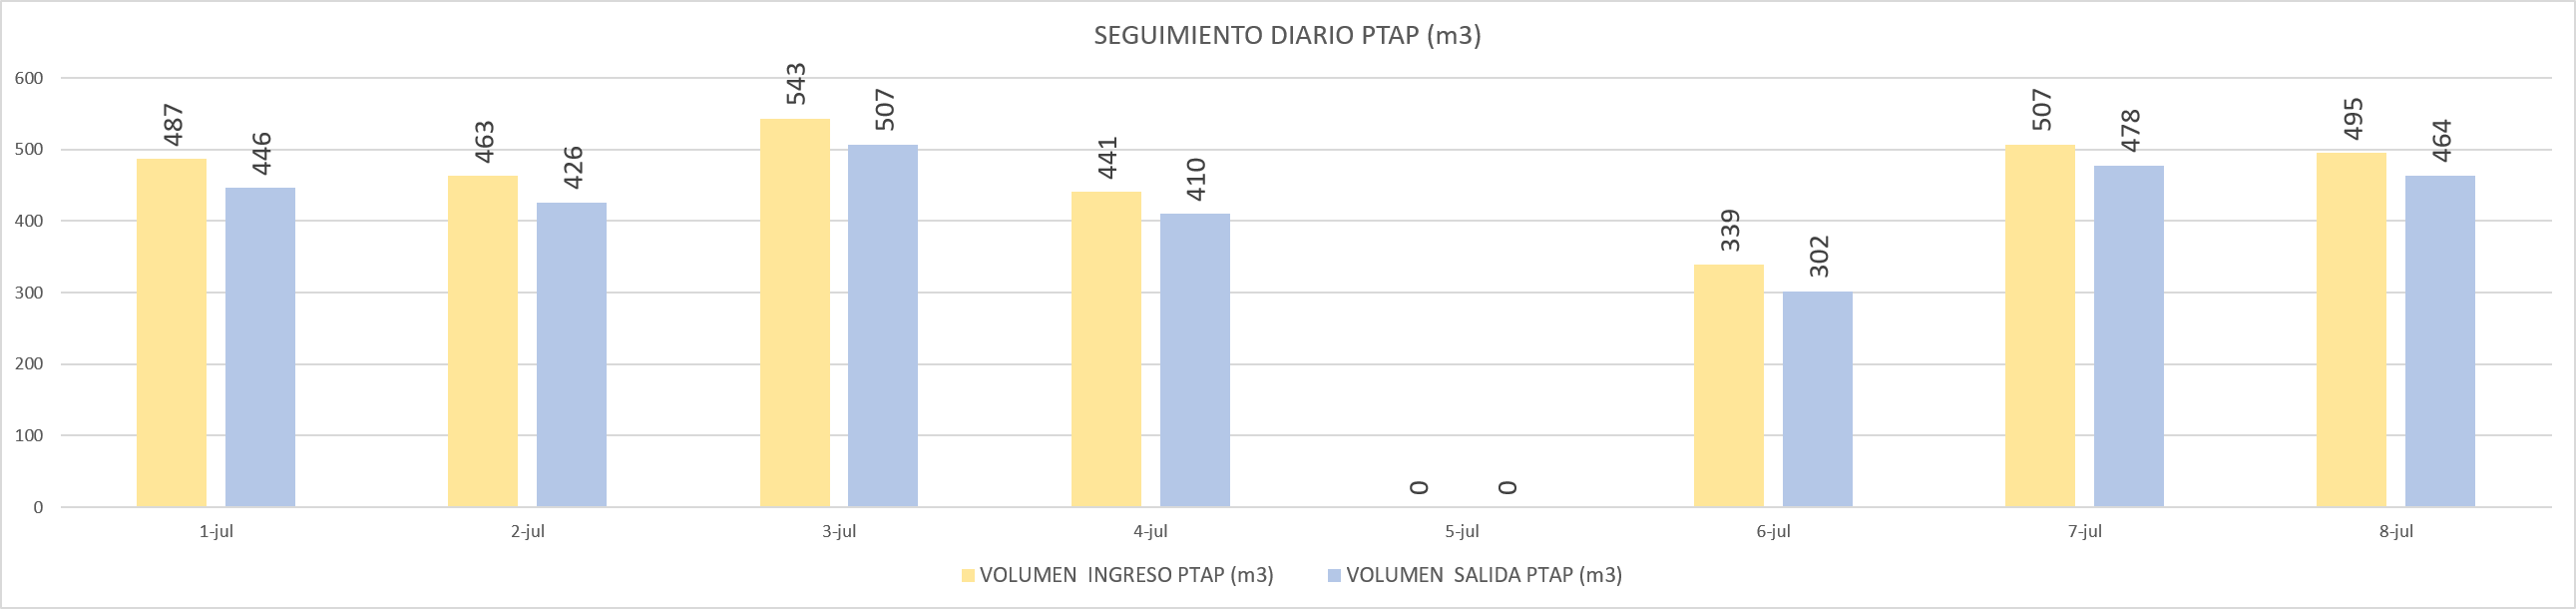 SEGUIMIENTO DIARIO PTAP (m3)
600
500
400
300
200
100
0
487
446
463
426
543
507
441
410
0
0
339
302
507
478
495
464
1-jul
2-jul
3-jul
4-jul
5-jul
6-jul
7-jul
8-jul
VOLUMEN  INGRESO PTAP (m3)
VOLUMEN  SALIDA PTAP (m3)